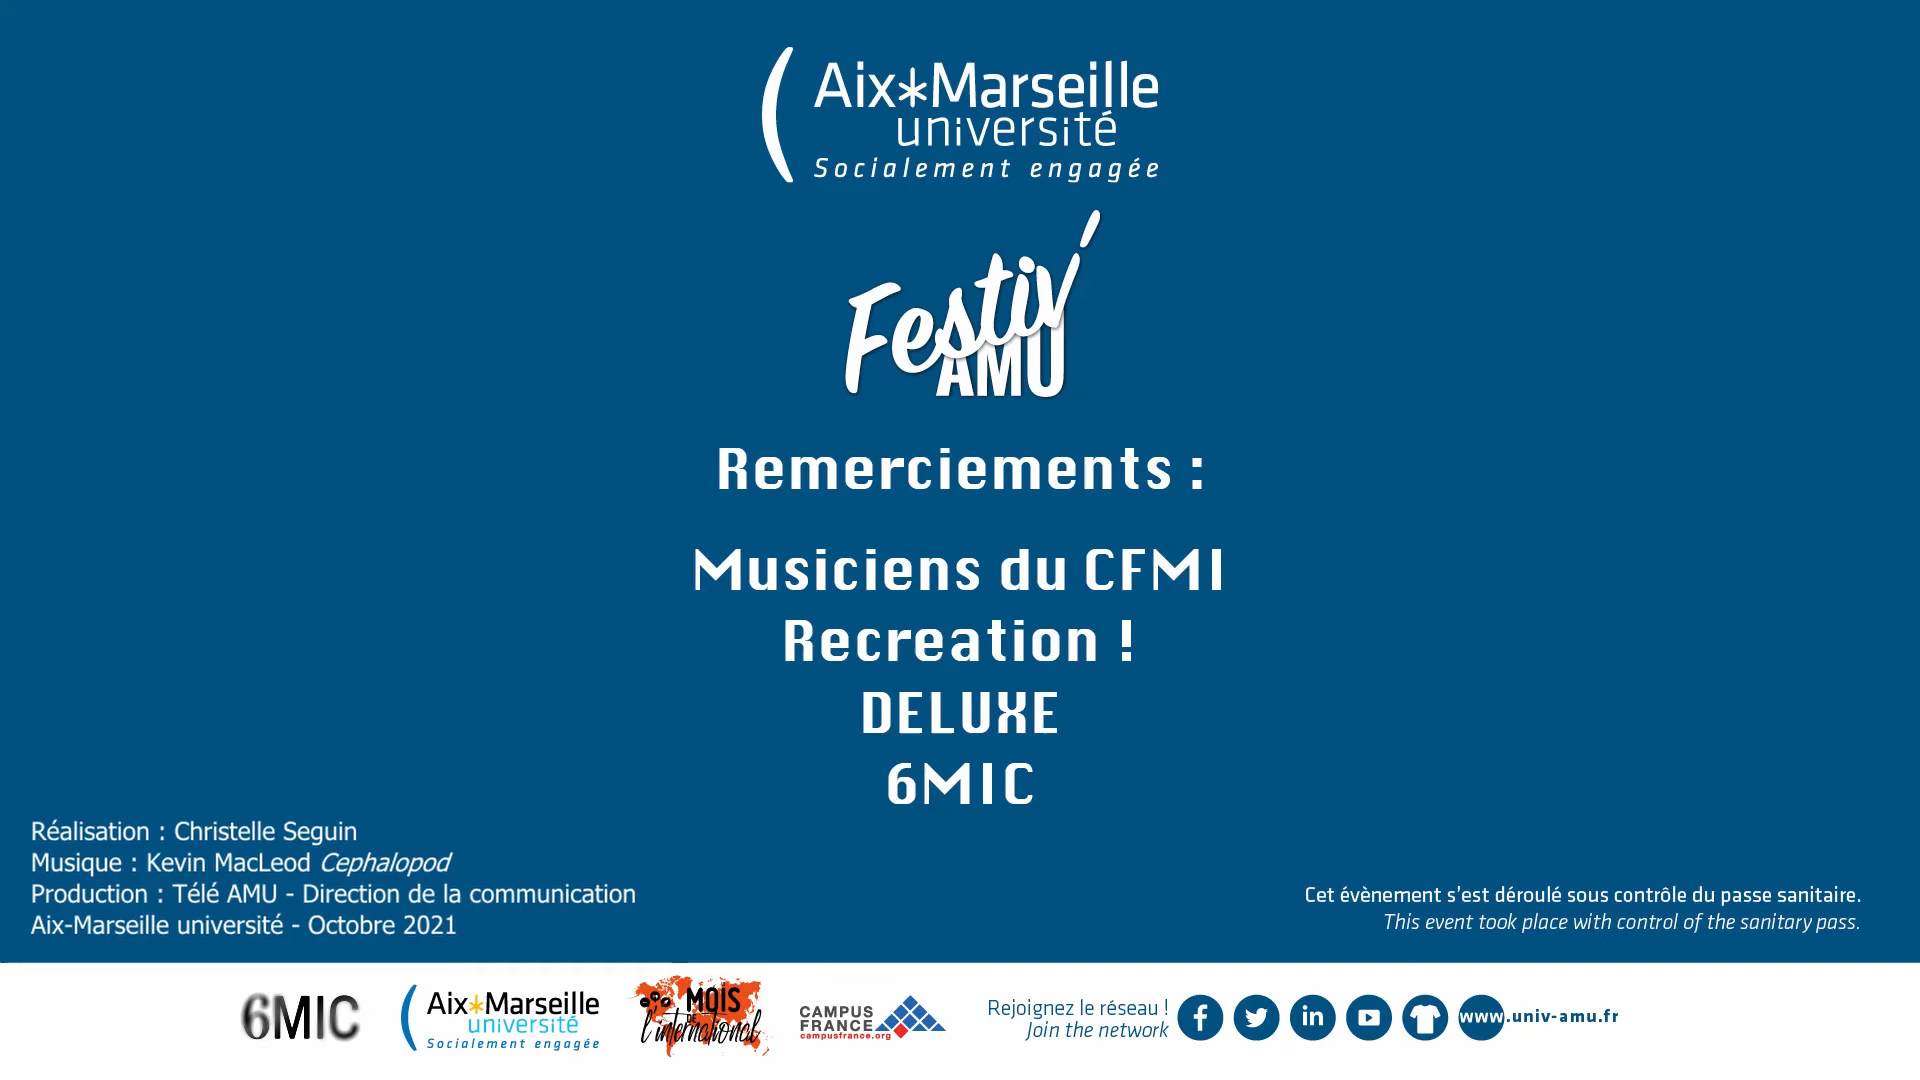 Aix*Marseille
université
Socialement engagée
Festiv'
AMU
Remerciements :
Musiciens du CFMI
Recreation !
DELUXE
6MIC
Réalisation : Christelle Seguin
Musique : Kevin MacLeod Cephalopod
Production : Télé AMU - Direction de la communication
Aix-Marseille université - Octobre 2021
Cet évènement s'est déroulé sous contrôle du passe sanitaire.
This event took place with control of the sanitary pass.
6MIC
Aix*Marseille
université
Socialement engagée
MOIS
DE
l'international
CAMPUS
FRANCE
campusfrance.org
Rejoignez le réseau !
Join the network
www.univ-amu.fr